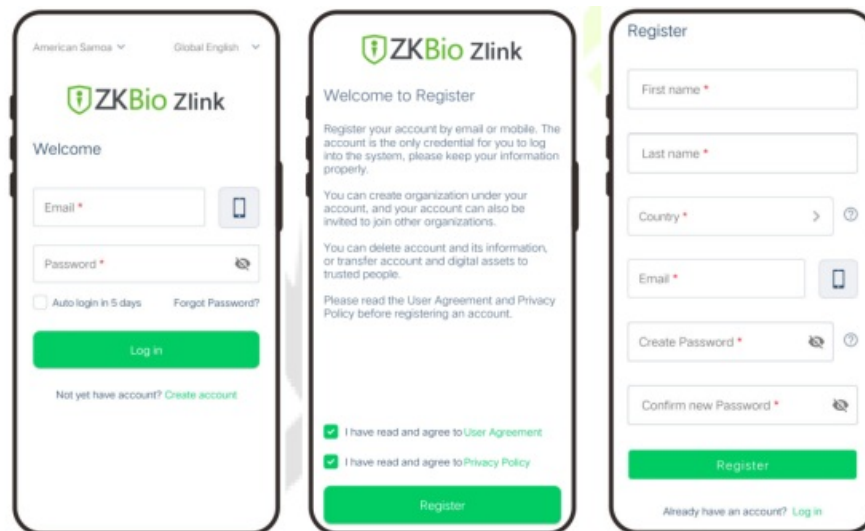 American Samoa
Global English
ZKBio Zlink
Welcome
Email *
Password *
Auto login in 5 days
Forgot Password?
Log in
Not yet have account? Create account
ZKBio Zlink
Welcome to Register
Register your account by email or mobile. The
account is the only credential for you to log
into the system, please keep your information
properly.
You can create organization under your
account, and your account can also be
invited to join other organizations.
You can delete account and its information,
or transfer account and digital assets to
trusted people.
Please read the User Agreement and Privacy
Policy before registering an account.
I have read and agree to User Agreement
I have read and agree to Privacy Policy
Register
Register
First name *
Last name *
Country *
Email *
Create Password *
Confirm new Password *
Register
Already have an account? Log in